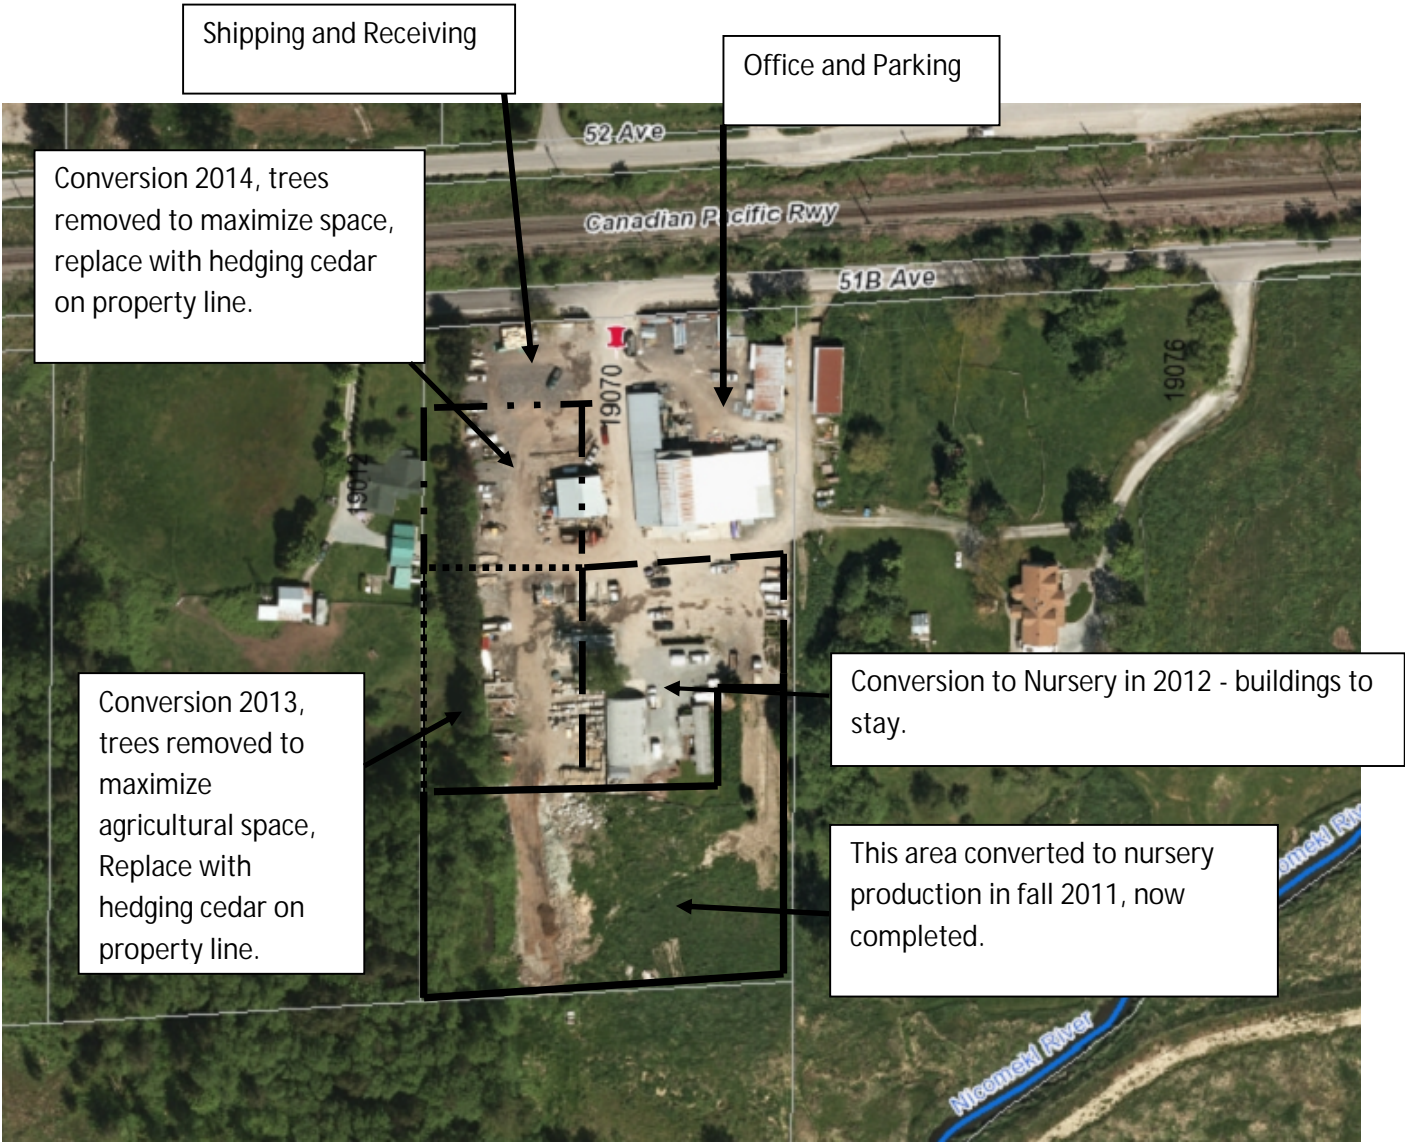 Shipping and Receiving
Office and Parking
52 Ave
Conversion 2014, trees
removed to maximize space,
replace with hedging cedar
on property line.
Canadian Pacific Rwy
51B Ave
19070
19076
19012
Conversion to Nursery in 2012 - buildings to
stay.
Conversion 2013,
trees removed to
maximize
agricultural space,
Replace with
hedging cedar on
property line.
This area converted to nursery
production in fall 2011, now
completed.
omekl Riv
Nicomekl River